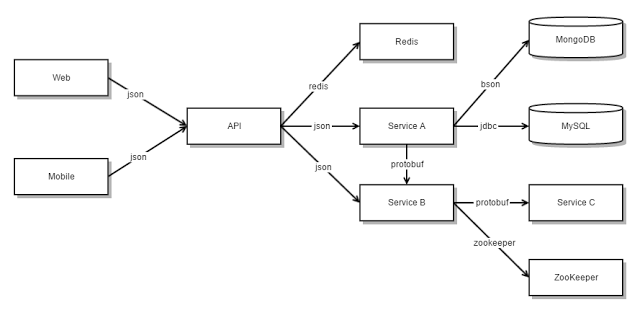 Redis
MongoDB
Web
redis
bson
json
API
json
Service A
jdbc
MySQL
json
protobuf
json
Mobile
Service B
protobuf
Service C
zookeeper
ZooKeeper